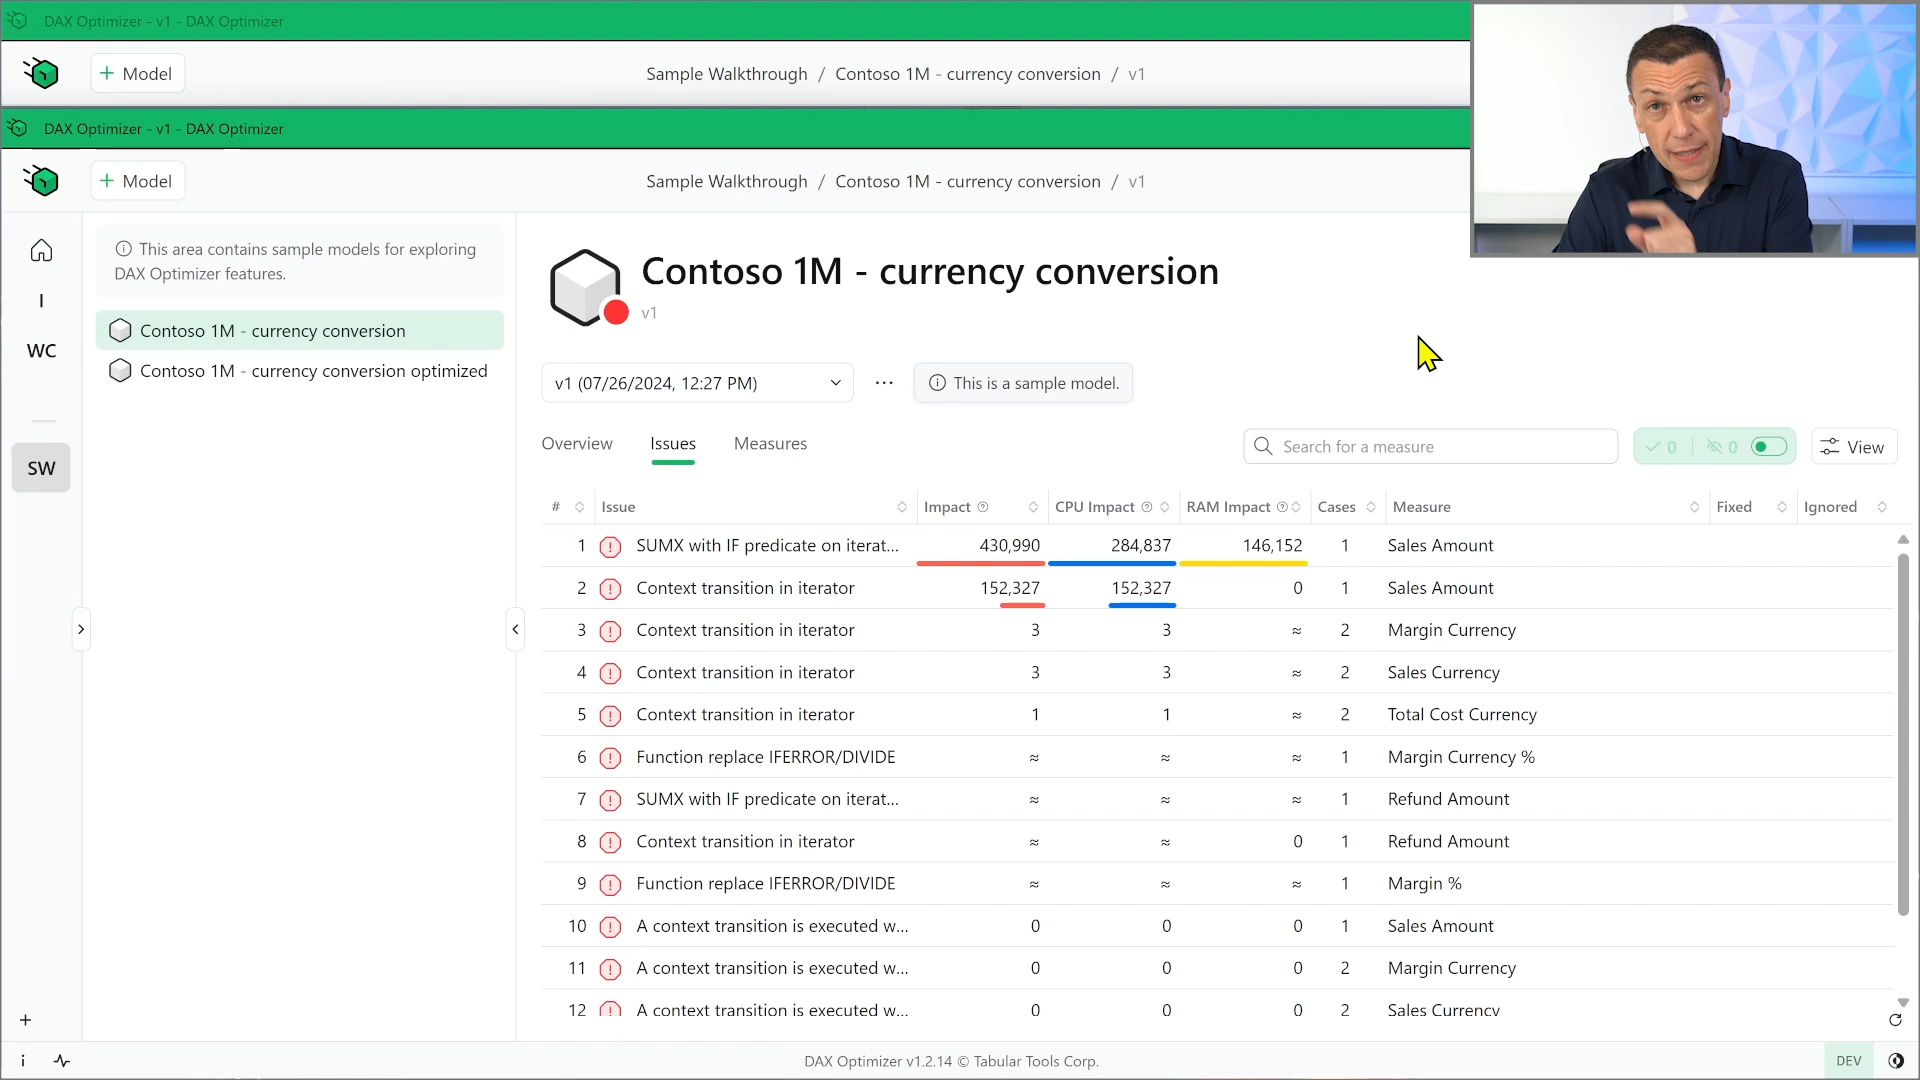 DAX Optimizer - v1 - DAX Optimizer
+ Model
Sample Walkthrough / Contoso 1M - currency conversion / v1
DAX Optimizer - v1 - DAX Optimizer
+ Model
Sample Walkthrough / Contoso 1M - currency conversion / v1
I
WC
SW
This area contains sample models for exploring
DAX Optimizer features.
Contoso 1M - currency conversion
Contoso 1M - currency conversion optimized
Contoso 1M - currency conversion
v1
v1 (07/26/2024, 12:27 PM)
This is a sample model.
Overview Issues Measures
Search for a measure
0 0
View
# Issue Impact CPU Impact RAM Impact Cases Measure Fixed Ignored
1 SUMX with IF predicate on iterat... 430,990 284,837 146,152 1 Sales Amount
2 Context transition in iterator 152,327 152,327 0 1 Sales Amount
3 Context transition in iterator 3 3 ≈ 2 Margin Currency
4 Context transition in iterator 3 3 ≈ 2 Sales Currency
5 Context transition in iterator 1 1 ≈ 2 Total Cost Currency
6 Function replace IFERROR/DIVIDE ≈ ≈ ≈ 1 Margin Currency %
7 SUMX with IF predicate on iterat... ≈ ≈ ≈ 1 Refund Amount
8 Context transition in iterator ≈ ≈ 0 1 Refund Amount
9 Function replace IFERROR/DIVIDE ≈ ≈ ≈ 1 Margin %
10 A context transition is executed w... 0 0 0 1 Sales Amount
11 A context transition is executed w... 0 0 0 2 Margin Currency
12 A context transition is executed w... 0 0 0 2 Sales Currency
DAX Optimizer v1.2.14 © Tabular Tools Corp.
DEV